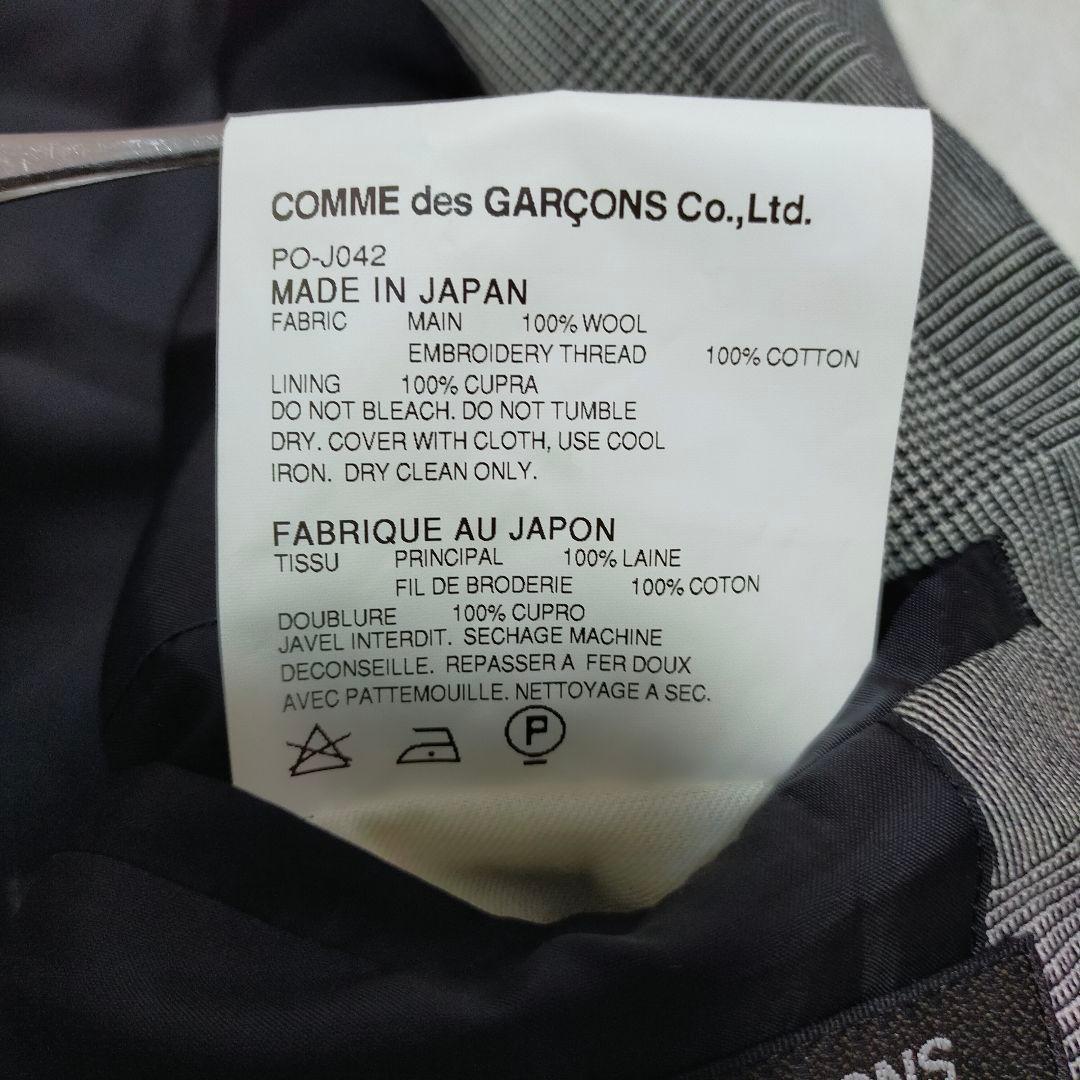 COMME des GARÇONS Co.,Ltd.
PO-J042
MADE IN JAPAN
FABRIC MAIN 100% WOOL
EMBROIDERY THREAD 100% COTTON
LINING 100% CUPRA
DO NOT BLEACH. DO NOT TUMBLE
DRY. COVER WITH CLOTH, USE COOL
IRON. DRY CLEAN ONLY.
FABRIQUE AU JAPON
TISSU PRINCIPAL 100% LAINE
FIL DE BRODERIE 100% COTON
DOUBLURE 100% CUPRO
JAVEL INTERDIT. SECHAGE MACHINE
DECONSEILLE. REPASSER A FER DOUX
AVEC PATTEMOUILLE. NETTOYAGE A SEC.
P